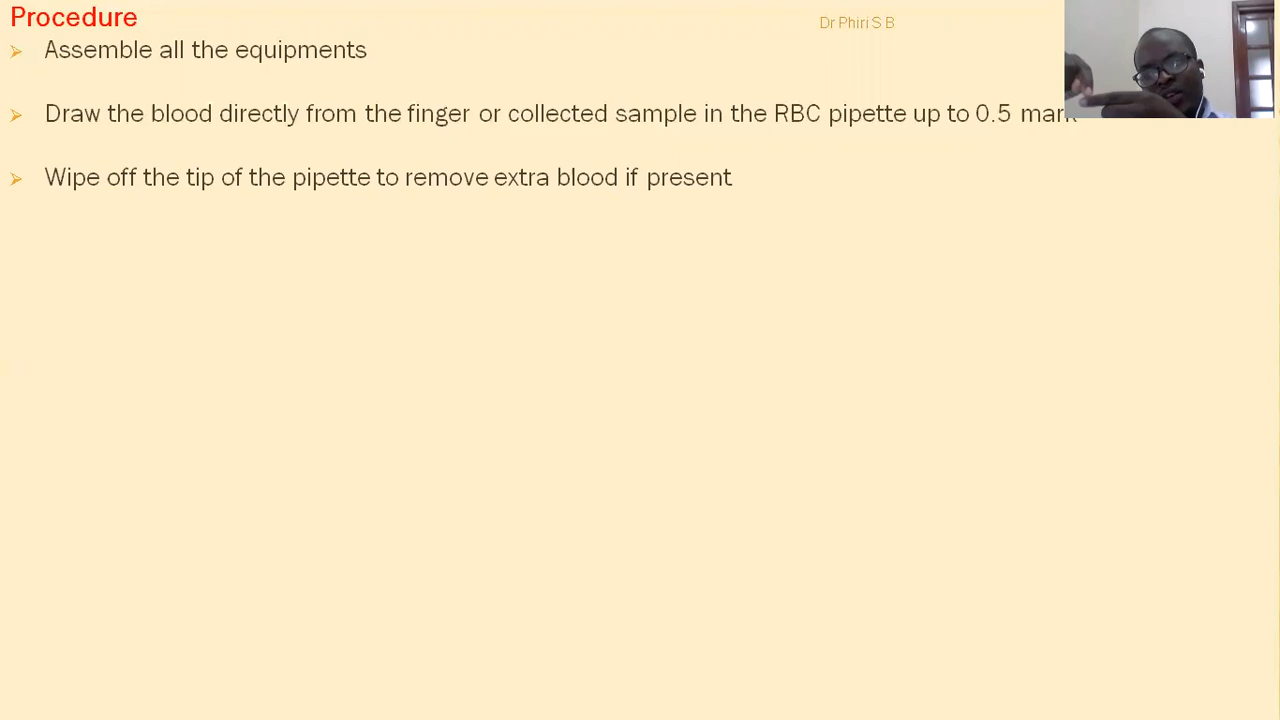 Procedure
Dr Phiri S B
➢ Assemble all the equipments
➢ Draw the blood directly from the finger or collected sample in the RBC pipette up to 0.5 mark
➢ Wipe off the tip of the pipette to remove extra blood if present